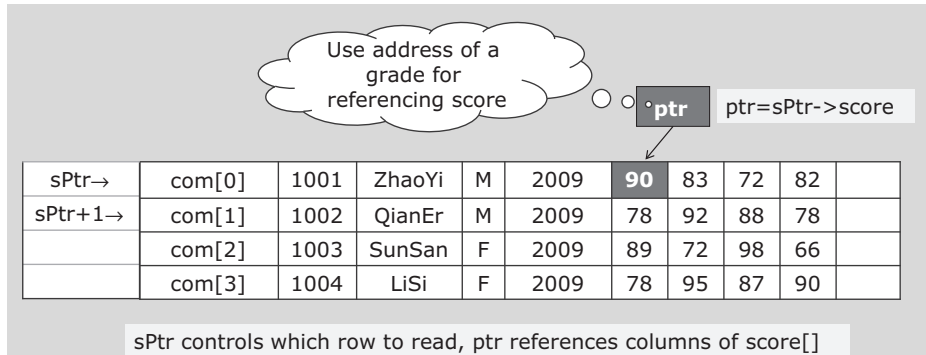 Use address of a
grade for
referencing score
ptr
ptr=sPtr->score
sPtr→ com[0] 1001 ZhaoYi M 2009 90 83 72 82
sPtr+1→ com[1] 1002 QianEr M 2009 78 92 88 78
com[2] 1003 SunSan F 2009 89 72 98 66
com[3] 1004 LiSi F 2009 78 95 87 90
sPtr controls which row to read, ptr references columns of score[]